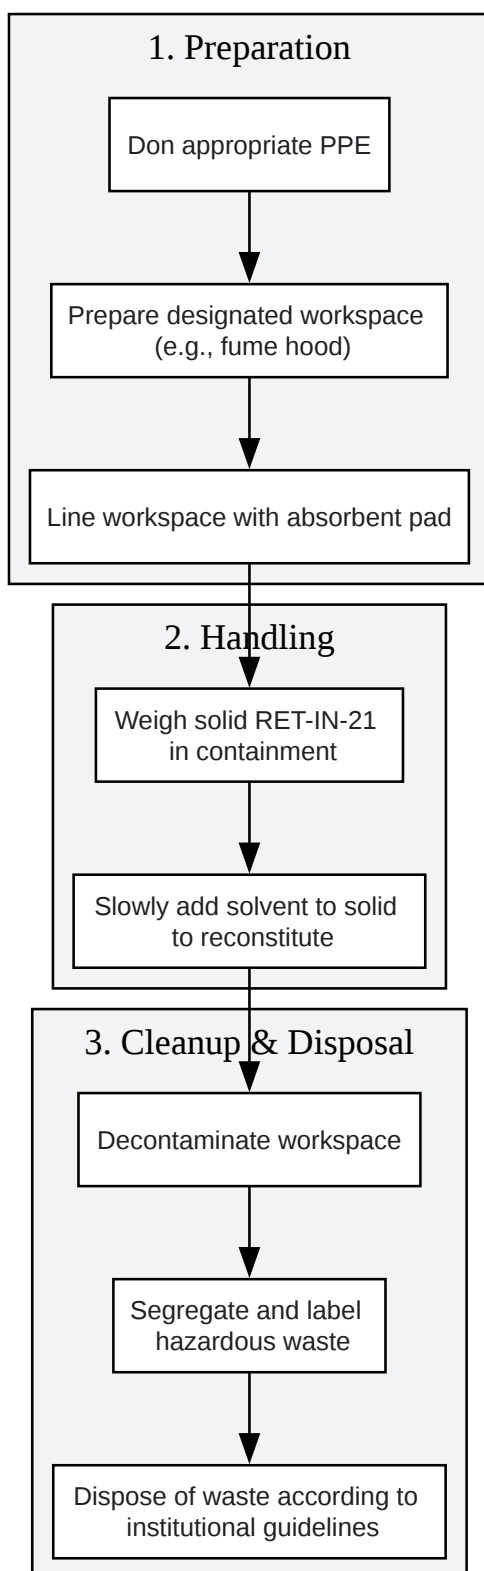 1. Preparation
Don appropriate PPE
Prepare designated workspace
(e.g., fume hood)
Line workspace with absorbent pad
2. Handling
Weigh solid RET-IN-21
in containment
Slowly add solvent to solid
to reconstitute
3. Cleanup & Disposal
Decontaminate workspace
Segregate and label
hazardous waste
Dispose of waste according to
institutional guidelines